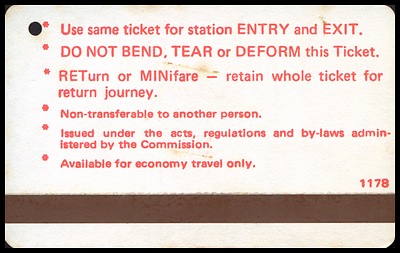 * Use same ticket for station ENTRY and EXIT.
* DO NOT BEND, TEAR or DEFORM this Ticket.
* RETurn or MINifare — retain whole ticket for
return journey.
* Non-transferable to another person.
* Issued under the acts, regulations and by-laws admin-
istered by the Commission.
* Available for economy travel only.
1178